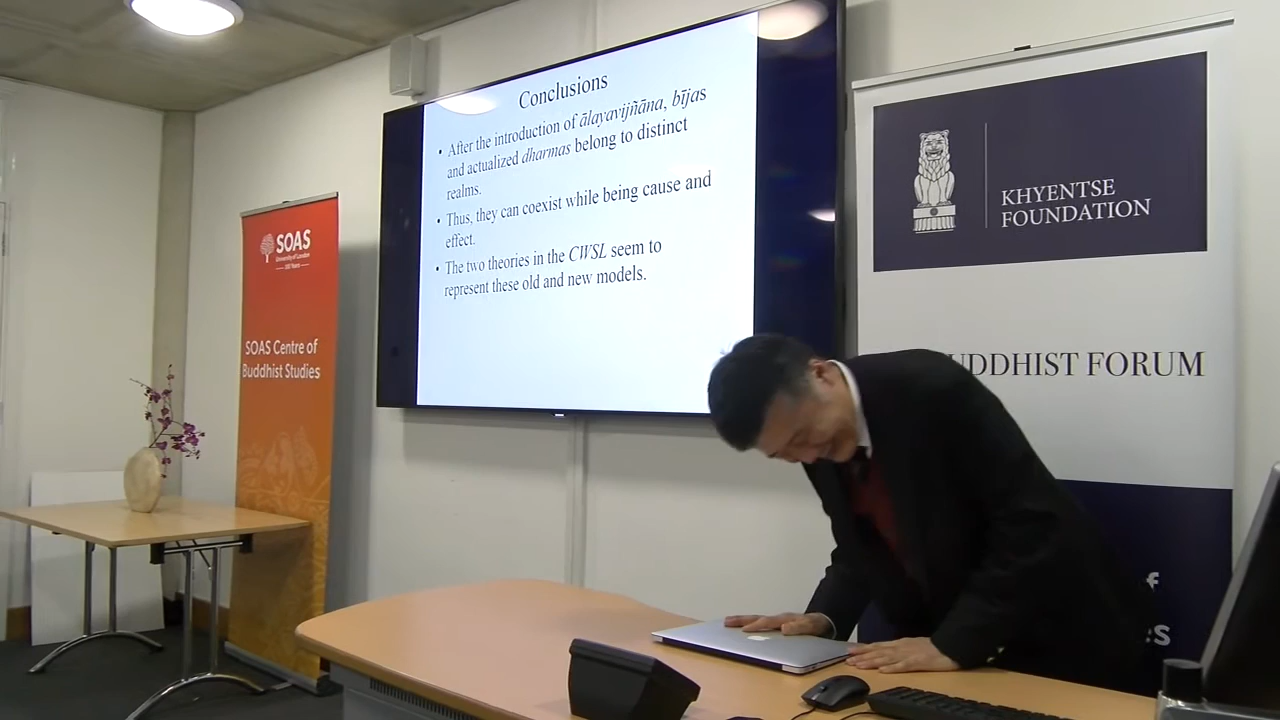 Conclusions
• After the introduction of ālayavijñāna, bījas
and actualized dharmas belong to distinct
realms.
• Thus, they can coexist while being cause and
effect.
• The two theories in the CWSL seem to
represent these old and new models.
SOAS
University of London
SOAS Centre of
Buddhist Studies
KHYENTSE
FOUNDATION
UDDHIST FORUM